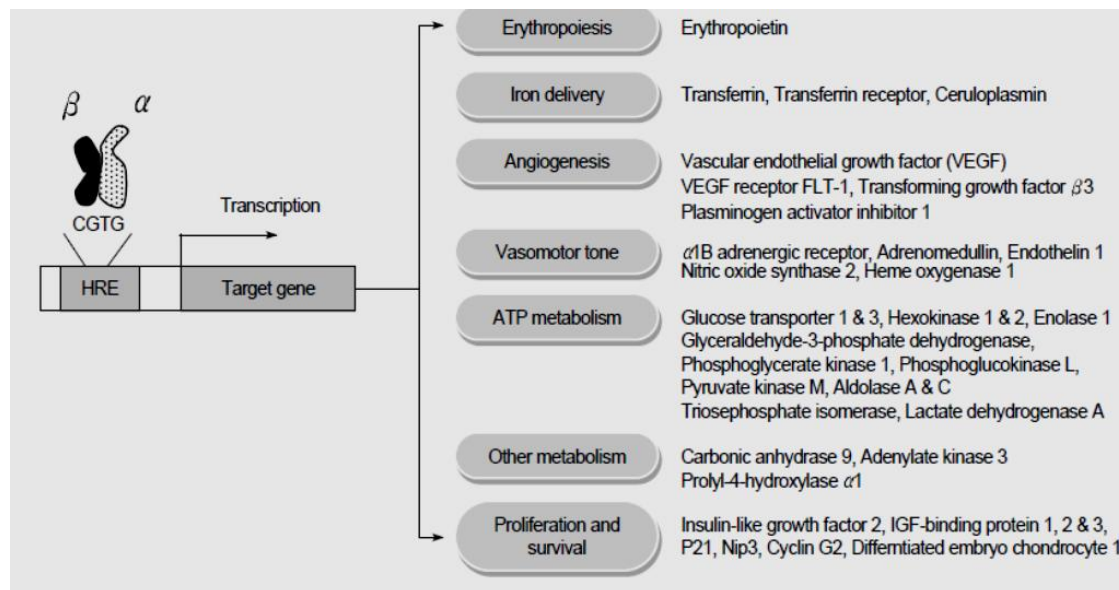 β α
CGTG
Transcription
HRE
Target gene
Erythropoiesis
Erythropoietin
Iron delivery
Transferrin, Transferrin receptor, Ceruloplasmin
Angiogenesis
Vascular endothelial growth factor (VEGF)
VEGF receptor FLT-1, Transforming growth factor β3
Plasminogen activator inhibitor 1
Vasomotor tone
α1B adrenergic receptor, Adrenomedullin, Endothelin 1
Nitric oxide synthase 2, Heme oxygenase 1
ATP metabolism
Glucose transporter 1 & 3, Hexokinase 1 & 2, Enolase 1
Glyceraldehyde-3-phosphate dehydrogenase,
Phosphoglycerate kinase 1, Phosphoglucokinase L,
Pyruvate kinase M, Aldolase A & C
Triosephosphate isomerase, Lactate dehydrogenase A
Other metabolism
Carbonic anhydrase 9, Adenylate kinase 3
Prolyl-4-hydroxylase α1
Proliferation and
survival
Insulin-like growth factor 2, IGF-binding protein 1, 2 & 3,
P21, Nip3, Cyclin G2, Differntiated embryo chondrocyte 1